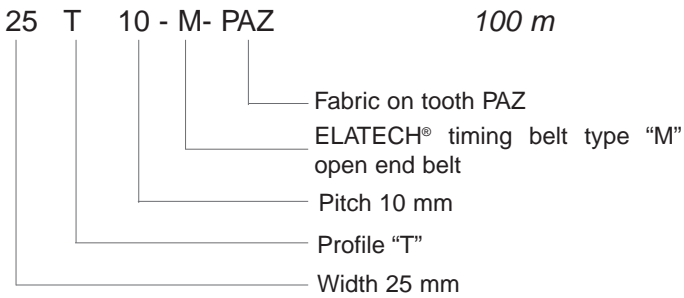 25 T 10 - M- PAZ 100 m
Fabric on tooth PAZ
ELATECH® timing belt type “M”
open end belt
Pitch 10 mm
Profile “T”
Width 25 mm